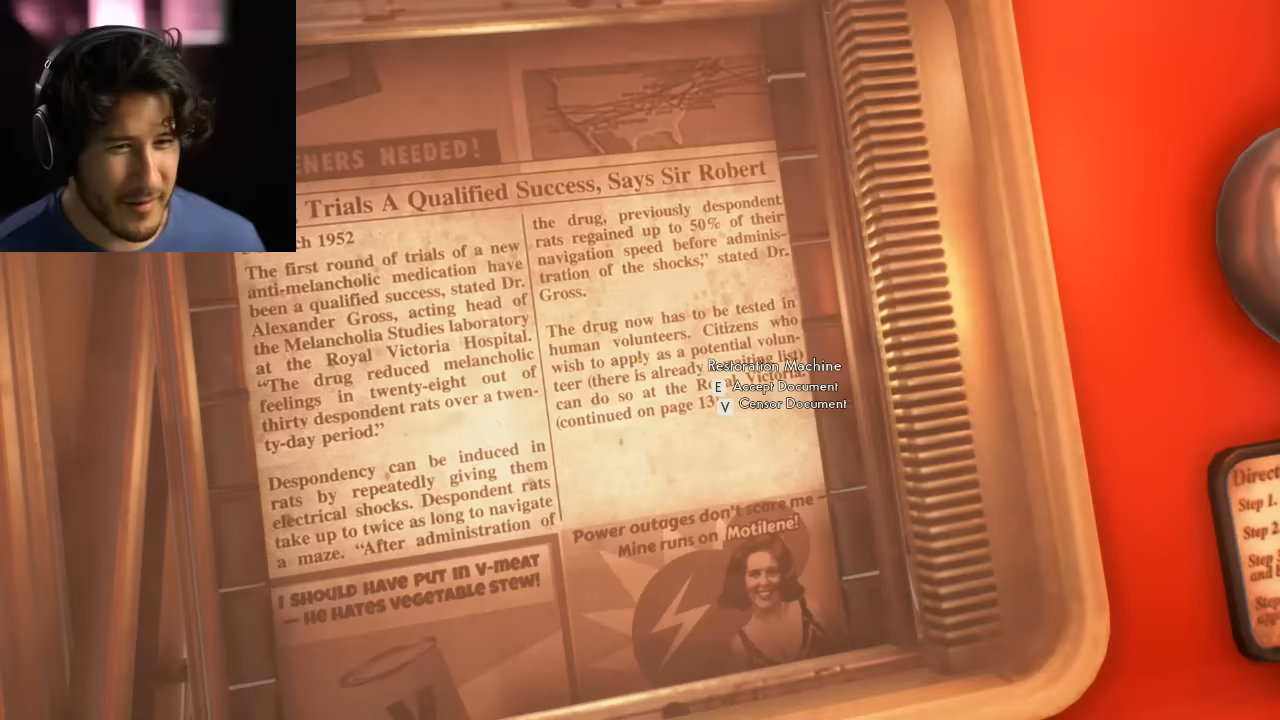 ENERS NEEDED!
Trials A Qualified Success, Says Sir Robert
ch 1952
The first round of trials of a new
anti-melancholic medication have
been a qualified success, stated Dr.
Alexander Gross, acting head of
the Melancholia Studies laboratory
at the Royal Victoria Hospital.
“The drug reduced melancholic
feelings in twenty-eight out of
thirty despondent rats over a twen-
ty-day period.”
Despondency can be induced in
rats by repeatedly giving them
electrical shocks. Despondent rats
take up to twice as long to navigate
a maze. “After administration of
the drug, previously despondent
rats regained up to 50% of their
navigation speed before adminis-
tration of the shocks,” stated Dr.
Gross.
The drug now has to be tested in
human volunteers. Citizens who
wish to apply as a potential volun-
teer (there is already waiting list)
can do so at the Royal Victoria.
(continued on page 13)
Restoration Machine
E Accept Document
V Censor Document
I SHOULD HAVE PUT IN V-MEAT
— HE HATES VEGETABLE STEW!
V
Power outages don't scare me –
Mine runs on Motilene!
Direct
Step 1.
Step 2.
Step
and
Step